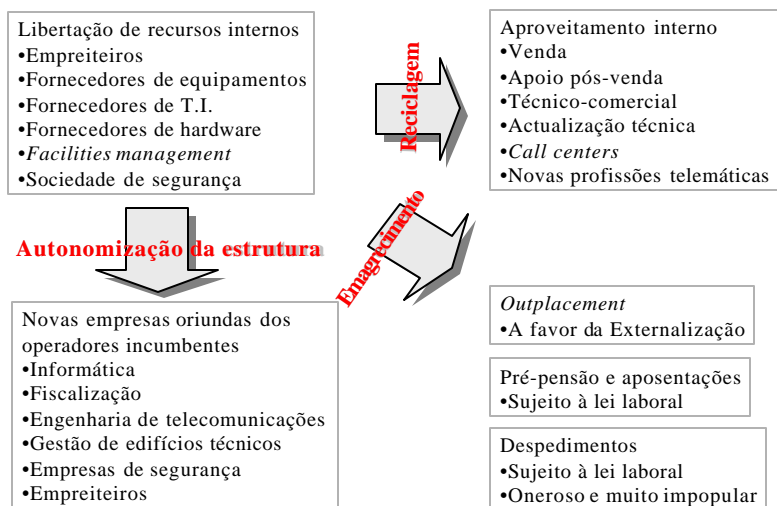 Libertação de recursos internos
•Empreiteiros
•Fornecedores de equipamentos
•Fornecedores de T.I.
•Fornecedores de hardware
•Facilities management
•Sociedade de segurança
Reciclagem
Aproveitamento interno
•Venda
•Apoio pós-venda
•Técnico-comercial
•Actualização técnica
•Call centers
•Novas profissões telemáticas
Autonomização da estrutura
Emagrecimento
Novas empresas oriundas dos
operadores incumbentes
•Informática
•Fiscalização
•Engenharia de telecomunicações
•Gestão de edifícios técnicos
•Empresas de segurança
•Empreiteiros
Outplacement
•A favor da Externalização
Pré-pensão e aposentações
•Sujeito à lei laboral
Despedimentos
•Sujeito à lei laboral
•Oneroso e muito impopular